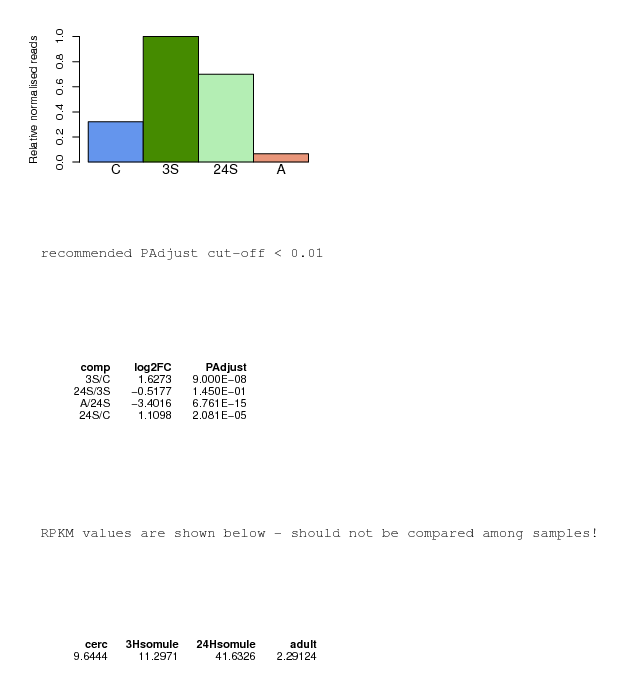 Relative normalised reads
1.0
0.8
0.6
0.4
0.2
0.0
C 3S 24S A
recommended PAdjust cut-off < 0.01
comp log2FC PAdjust
3S/C 1.6273 9.000E−08
24S/3S −0.5177 1.450E−01
A/24S −3.4016 6.761E−15
24S/C 1.1098 2.081E−05
RPKM values are shown below - should not be compared among samples!
cerc 3Hsomule 24Hsomule adult
9.6444 11.2971 41.6326 2.29124